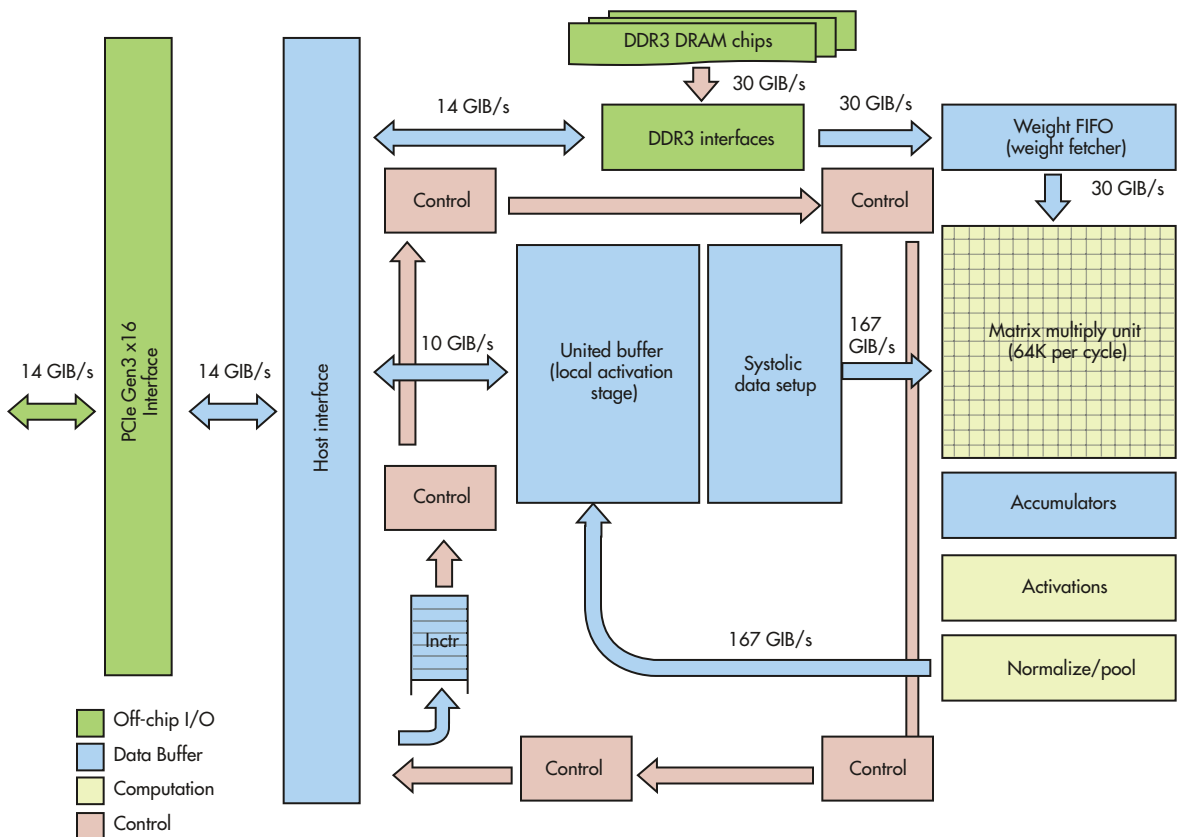 DDR3 DRAM chips
30 GIB/s
14 GIB/s
30 GIB/s
DDR3 interfaces
Weight FIFO
(weight fetcher)
30 GIB/s
Control
Control
PCIe Gen3 x16
Interface
Host interface
14 GIB/s
14 GIB/s
10 GIB/s
United buffer
(local activation
stage)
Systolic
data setup
167
GIB/s
Matrix multiply unit
(64K per cycle)
Control
Accumulators
Activations
Inctr
167 GIB/s
Normalize/pool
Off-chip I/O
Data Buffer
Computation
Control
Control
Control